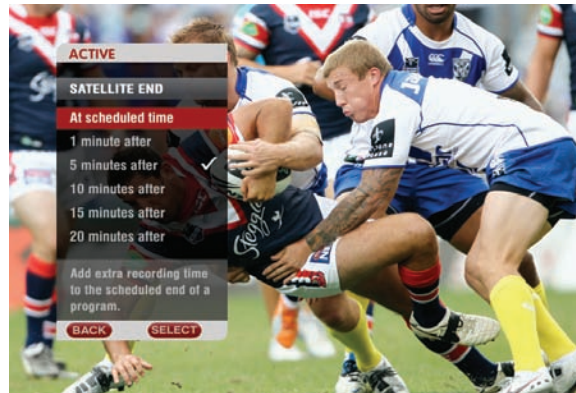 ACTIVE
SATELLITE END
At scheduled time
1 minute after
5 minutes after
10 minutes after
15 minutes after
20 minutes after
Add extra recording time
to the scheduled end of a
program.
BACK SELECT
Steggles